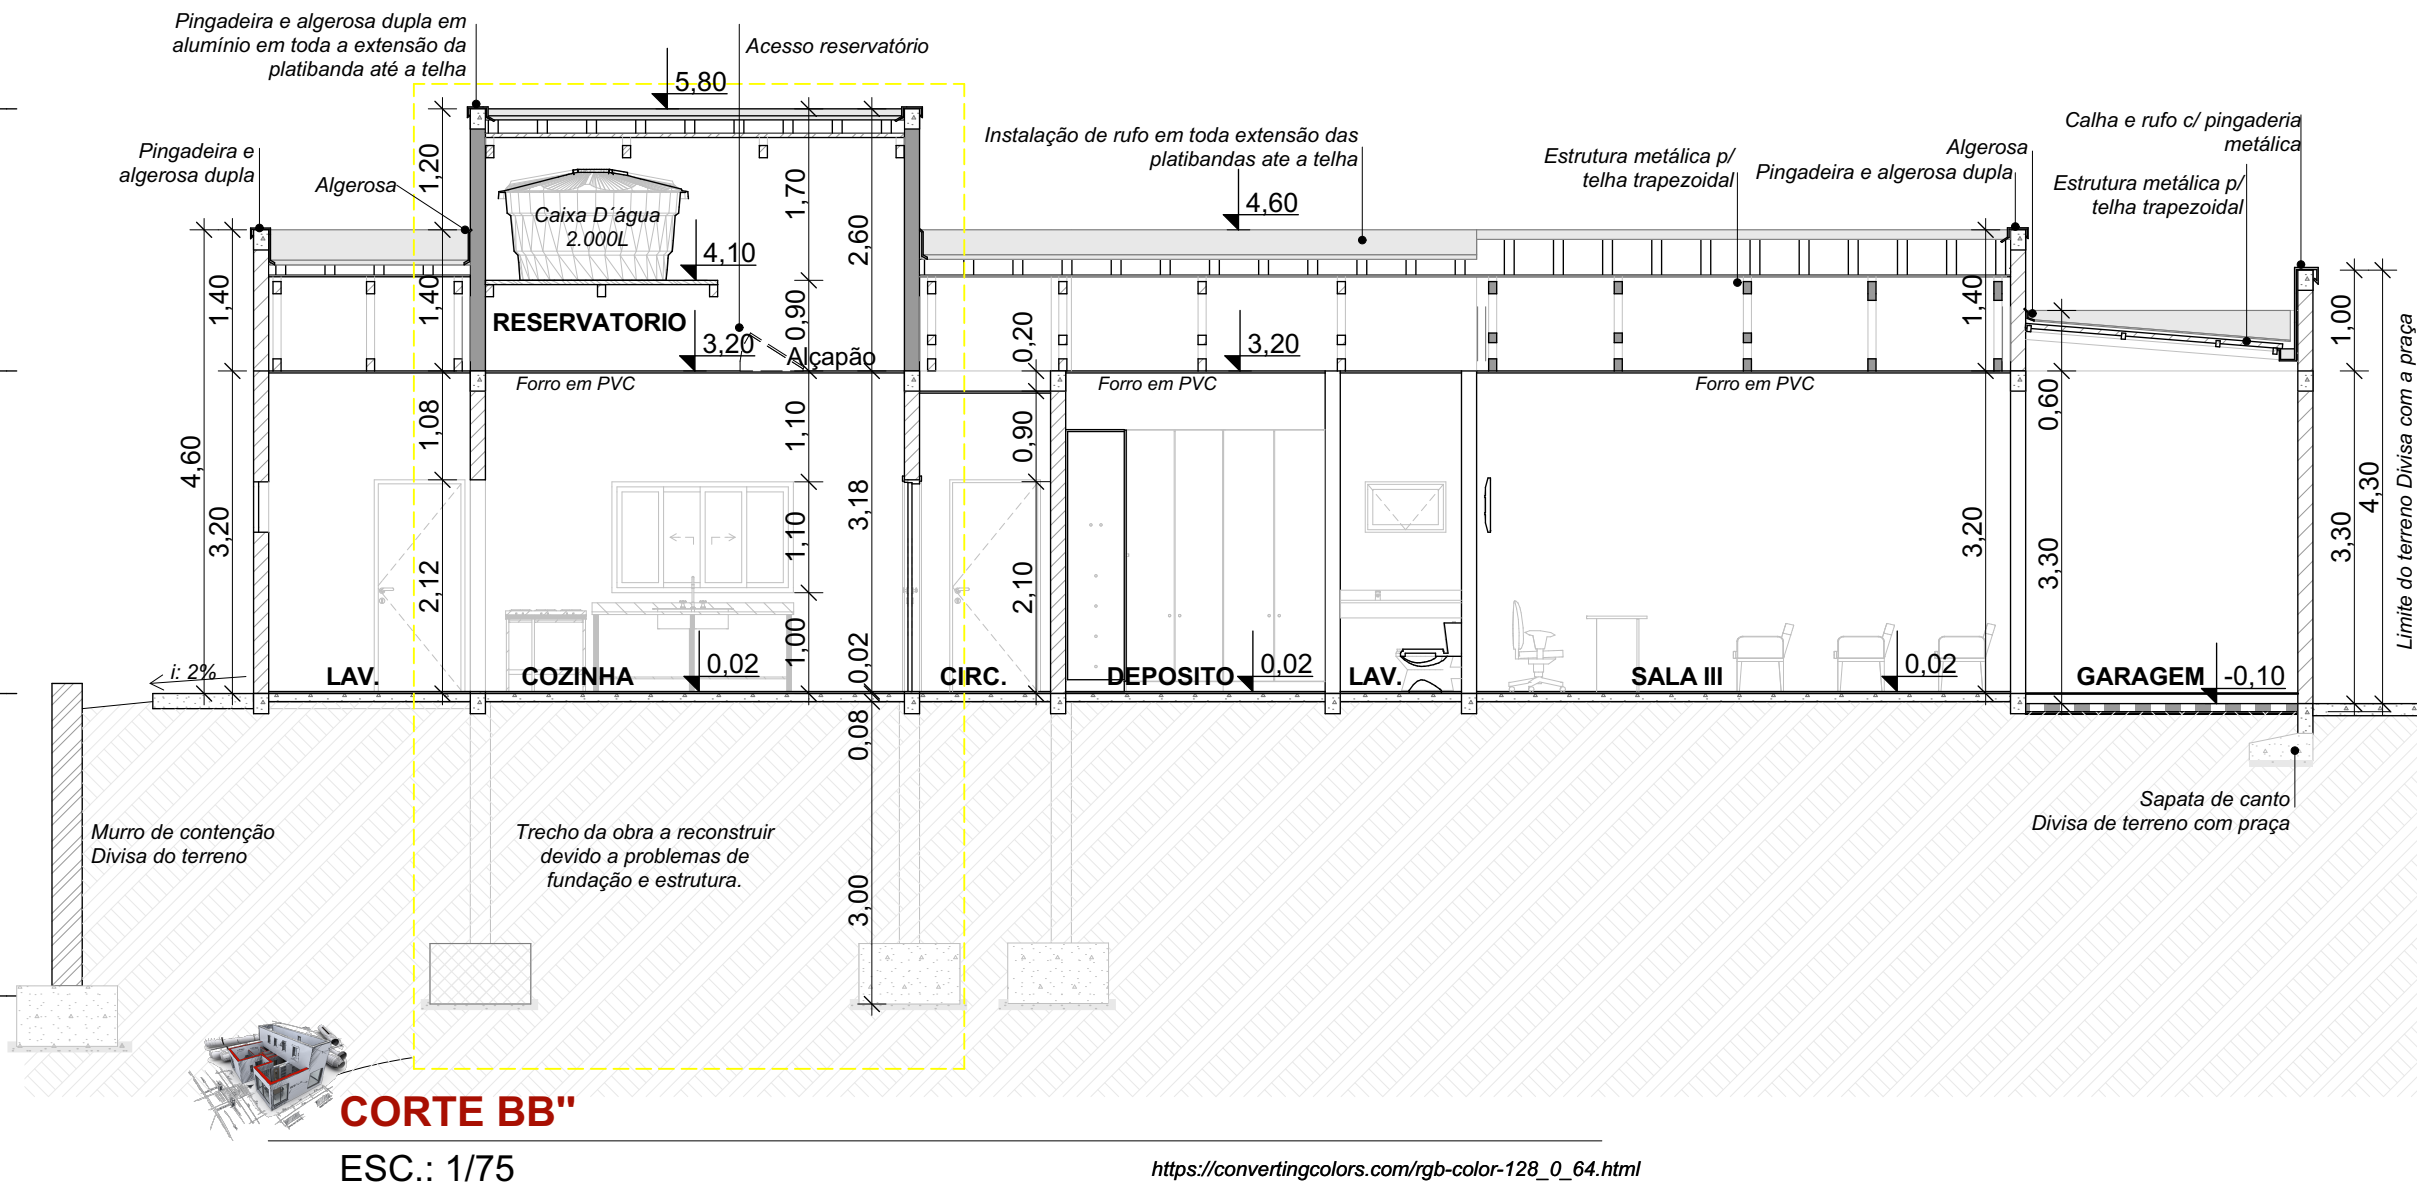 Pingadeira e algerosa dupla em
alumínio em toda a extensão da
platibanda até a telha
Acesso reservatório
5,80
Pingadeira e
algerosa dupla
Algerosa
1,20
1,70
2,60
Caixa D´água
2.000L
4,10
Instalação de rufo em toda extensão das
platibandas ate a telha
4,60
Estrutura metálica p/
telha trapezoidal
Algerosa
Pingadeira e algerosa dupla
Calha e rufo c/ pingaderia
metálica
Estrutura metálica p/
telha trapezoidal
1,40
1,40
0,90
0,20
1,40
1,00
RESERVATORIO
3,20
Alçapão
3,20
Forro em PVC
Forro em PVC
Forro em PVC
4,60
3,20
1,08
2,12
1,10
1,10
1,00
3,18
0,02
0,90
2,10
3,20
0,60
3,30
3,30
4,30
Limite do terreno Divisa com a praça
i: 2%
LAV.
COZINHA
0,02
CIRC.
DEPOSITO
0,02
LAV.
SALA III
0,02
GARAGEM
-0,10
0,08
3,00
Murro de contenção
Divisa do terreno
Trecho da obra a reconstruir
devido a problemas de
fundação e estrutura.
Sapata de canto
Divisa de terreno com praça
CORTE BB"
ESC.: 1/75
https://convertingcolors.com/rgb-color-128_0_64.html